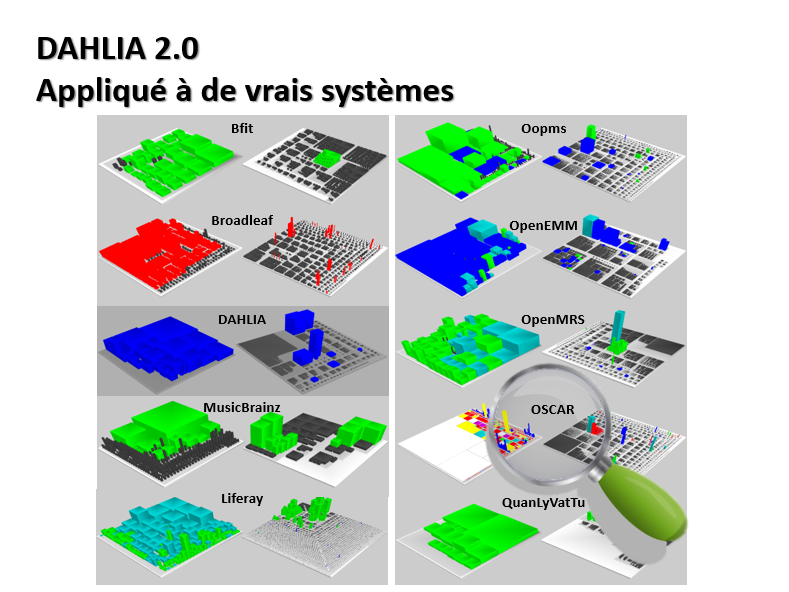 DAHLIA 2.0
Appliqué à de vrais systèmes
Bfit
Oopms
Broadleaf
OpenEMM
DAHLIA
OpenMRS
MusicBrainz
OSCAR
Liferay
QuanLyVatTu